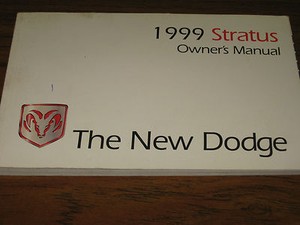 1999 Stratus
Owner's Manual
The New Dodge